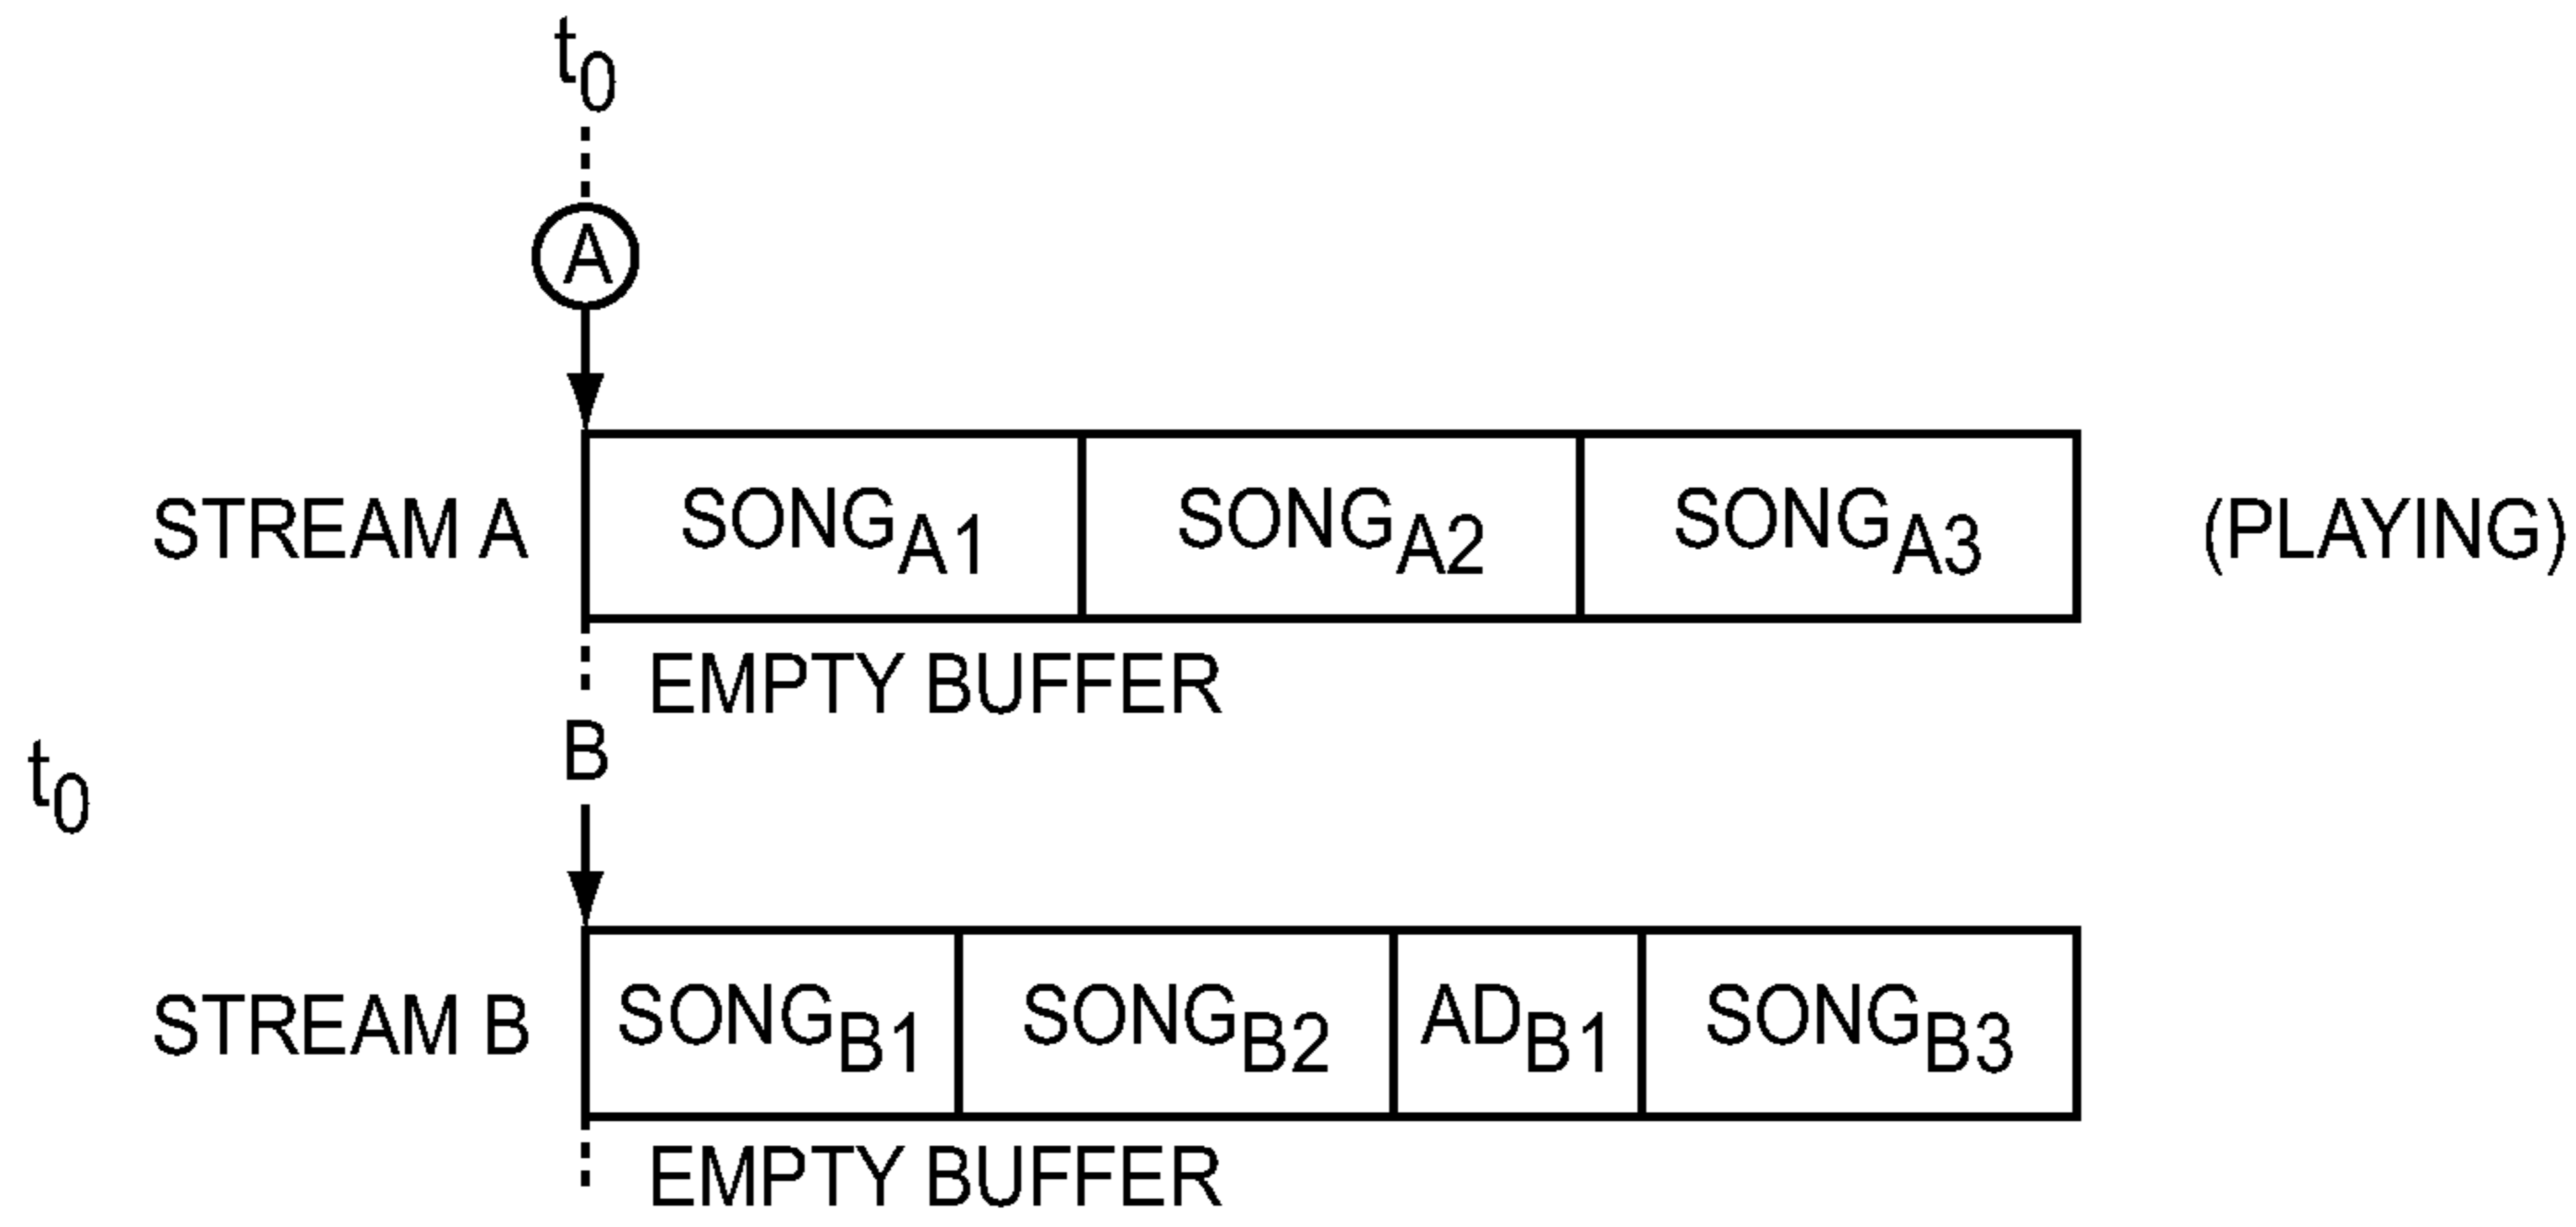 t0
A
STREAM A SONGA1 SONGA2 SONGA3 (PLAYING)
EMPTY BUFFER
t0 B
STREAM B SONGB1 SONGB2 ADB1 SONGB3
EMPTY BUFFER